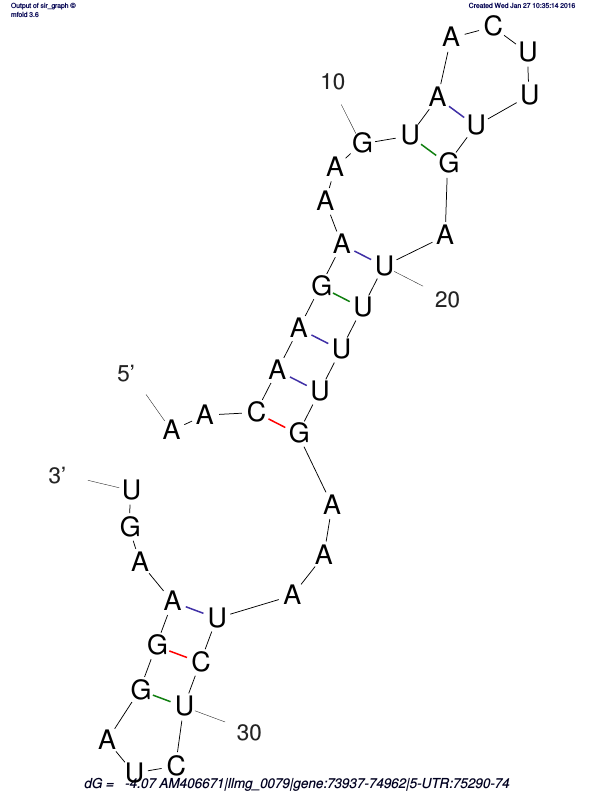 Output of sir_graph ©
mfold 3.6
Created Wed Jan 27 10:35:14 2016
C
A U
U
10 A U
G U G
A
A A
A U
G U 20
A U
5’ A U
A A C G
3’ U A
G A
A A
A U
G C
G U
30
A U C
dG = -4.07 AM406671|llmg_0079|gene:73937-74962|5-UTR:75290-74